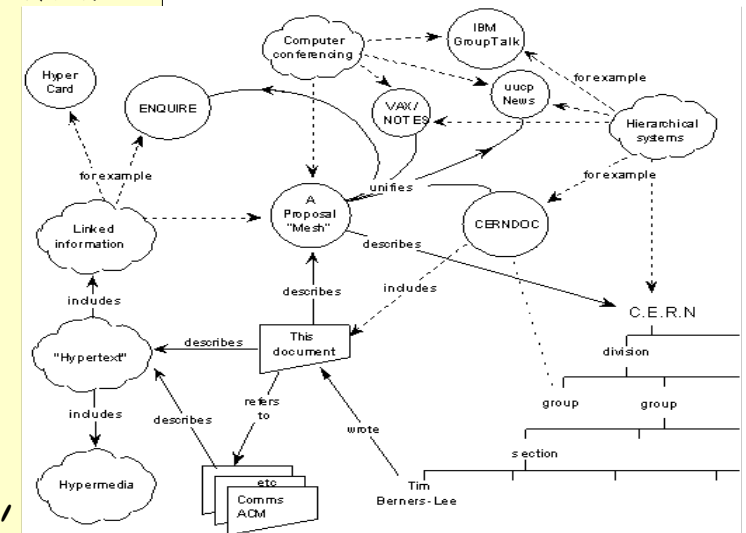 IBM
GroupTalk
Computer
conferencing
Hyper
Card
for example
ENQUIRE
uucp
News
VAX/
NOTES
Hierarchical
systems
for example
for example
unifies
A
Proposal
"Mesh"
CERNDOC
Linked
information
describes
includes
describes
includes
C.E.R.N
This
document
describes
division
"Hypertext"
refers
to
group
group
includes
describes
wrote
section
etc
Hypermedia
Comms
ACM
Tim
Berners-Lee